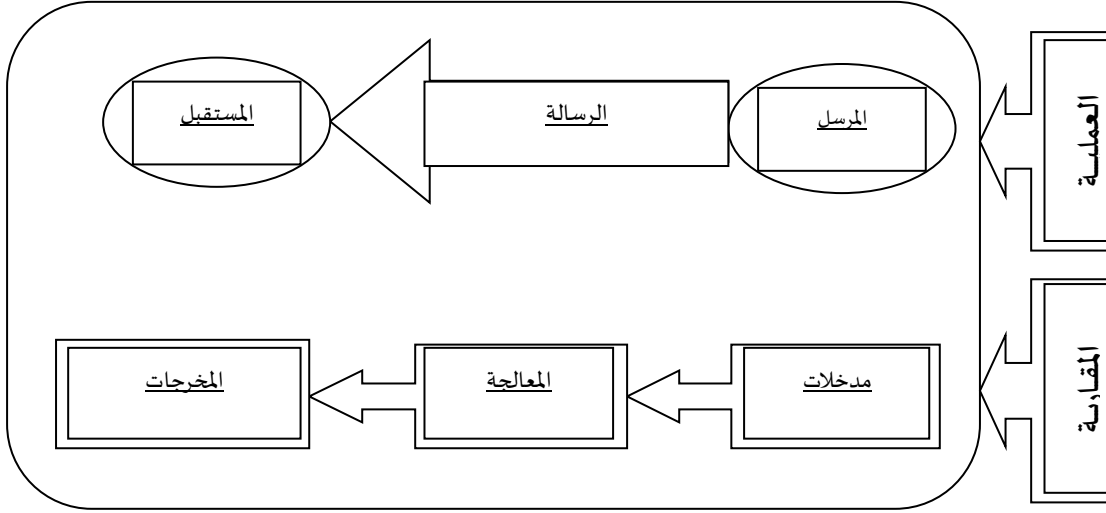 العملية
المرسل
الرسالة
المستقبل
المقاربة
مدخلات
المعالجة
المخرجات